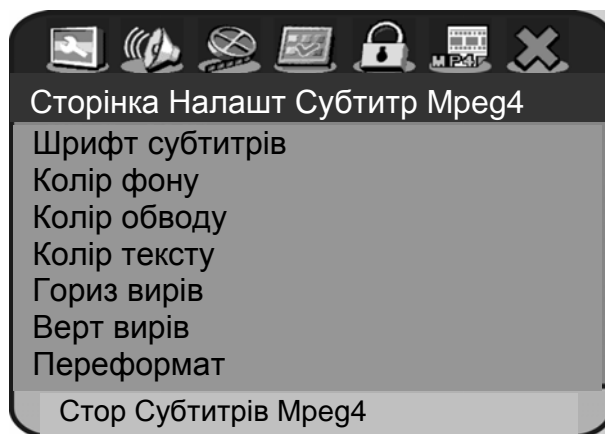 MP4
Сторінка Налашт Субтитр Mpeg4
Шрифт субтитрів
Колір фону
Колір обводу
Колір тексту
Гориз вирів
Верт вирів
Переформат
Стор Субтитрів Mpeg4